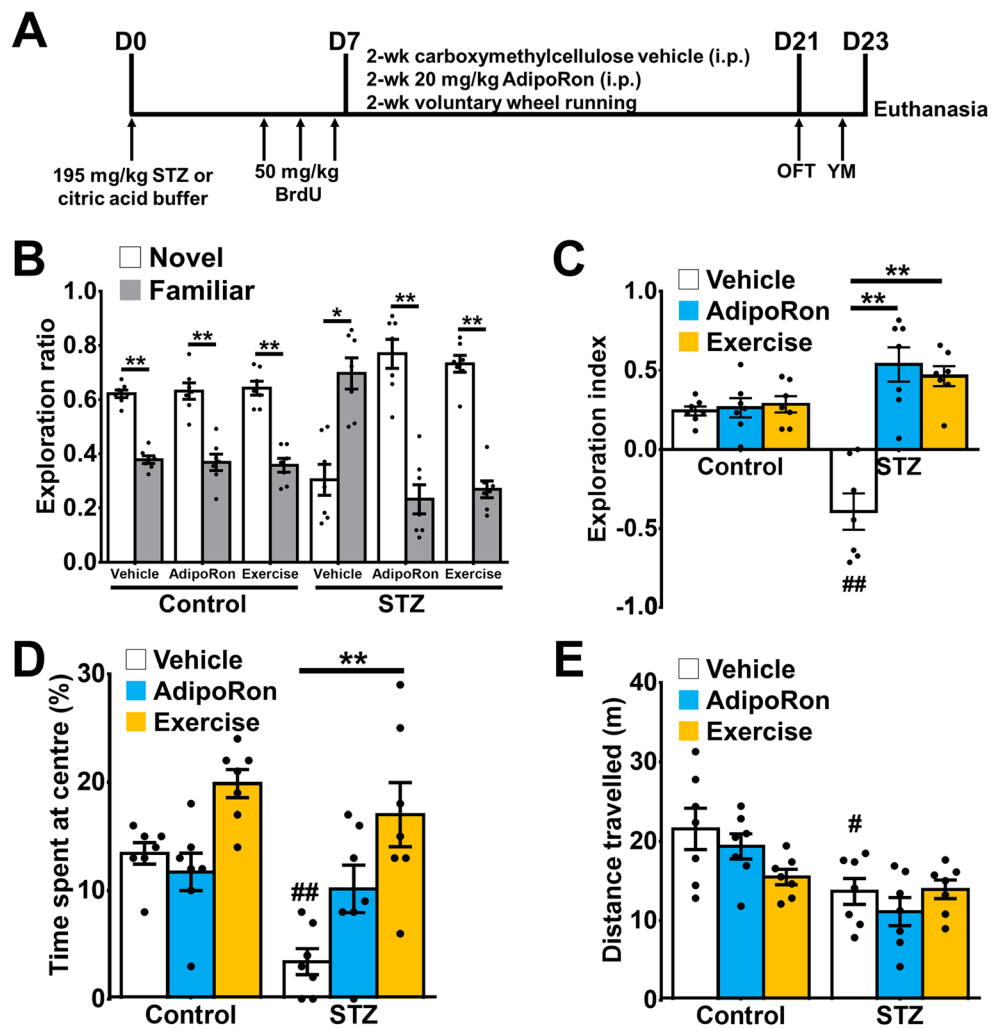 A
D0
D7
D21
D23
2-wk carboxymethylcellulose vehicle (i.p.)
2-wk 20 mg/kg AdipoRon (i.p.)
2-wk voluntary wheel running
Euthanasia
195 mg/kg STZ or
citric acid buffer
50 mg/kg
BrdU
OFT
YM
B
Novel
Familiar
Exploration ratio
1.0
0.8
0.6
0.4
0.2
0.0
**
**
**
*
**
**
Vehicle
AdipoRon
Exercise
Vehicle
AdipoRon
Exercise
Control
STZ
C
Vehicle
AdipoRon
Exercise
Exploration index
1.0
0.5
0.0
-0.5
-1.0
**
**
##
Control
STZ
D
Vehicle
AdipoRon
Exercise
Time spent at centre (%)
30
20
10
0
**
##
Control
STZ
E
Vehicle
AdipoRon
Exercise
Distance travelled (m)
40
30
20
10
0
#
Control
STZ